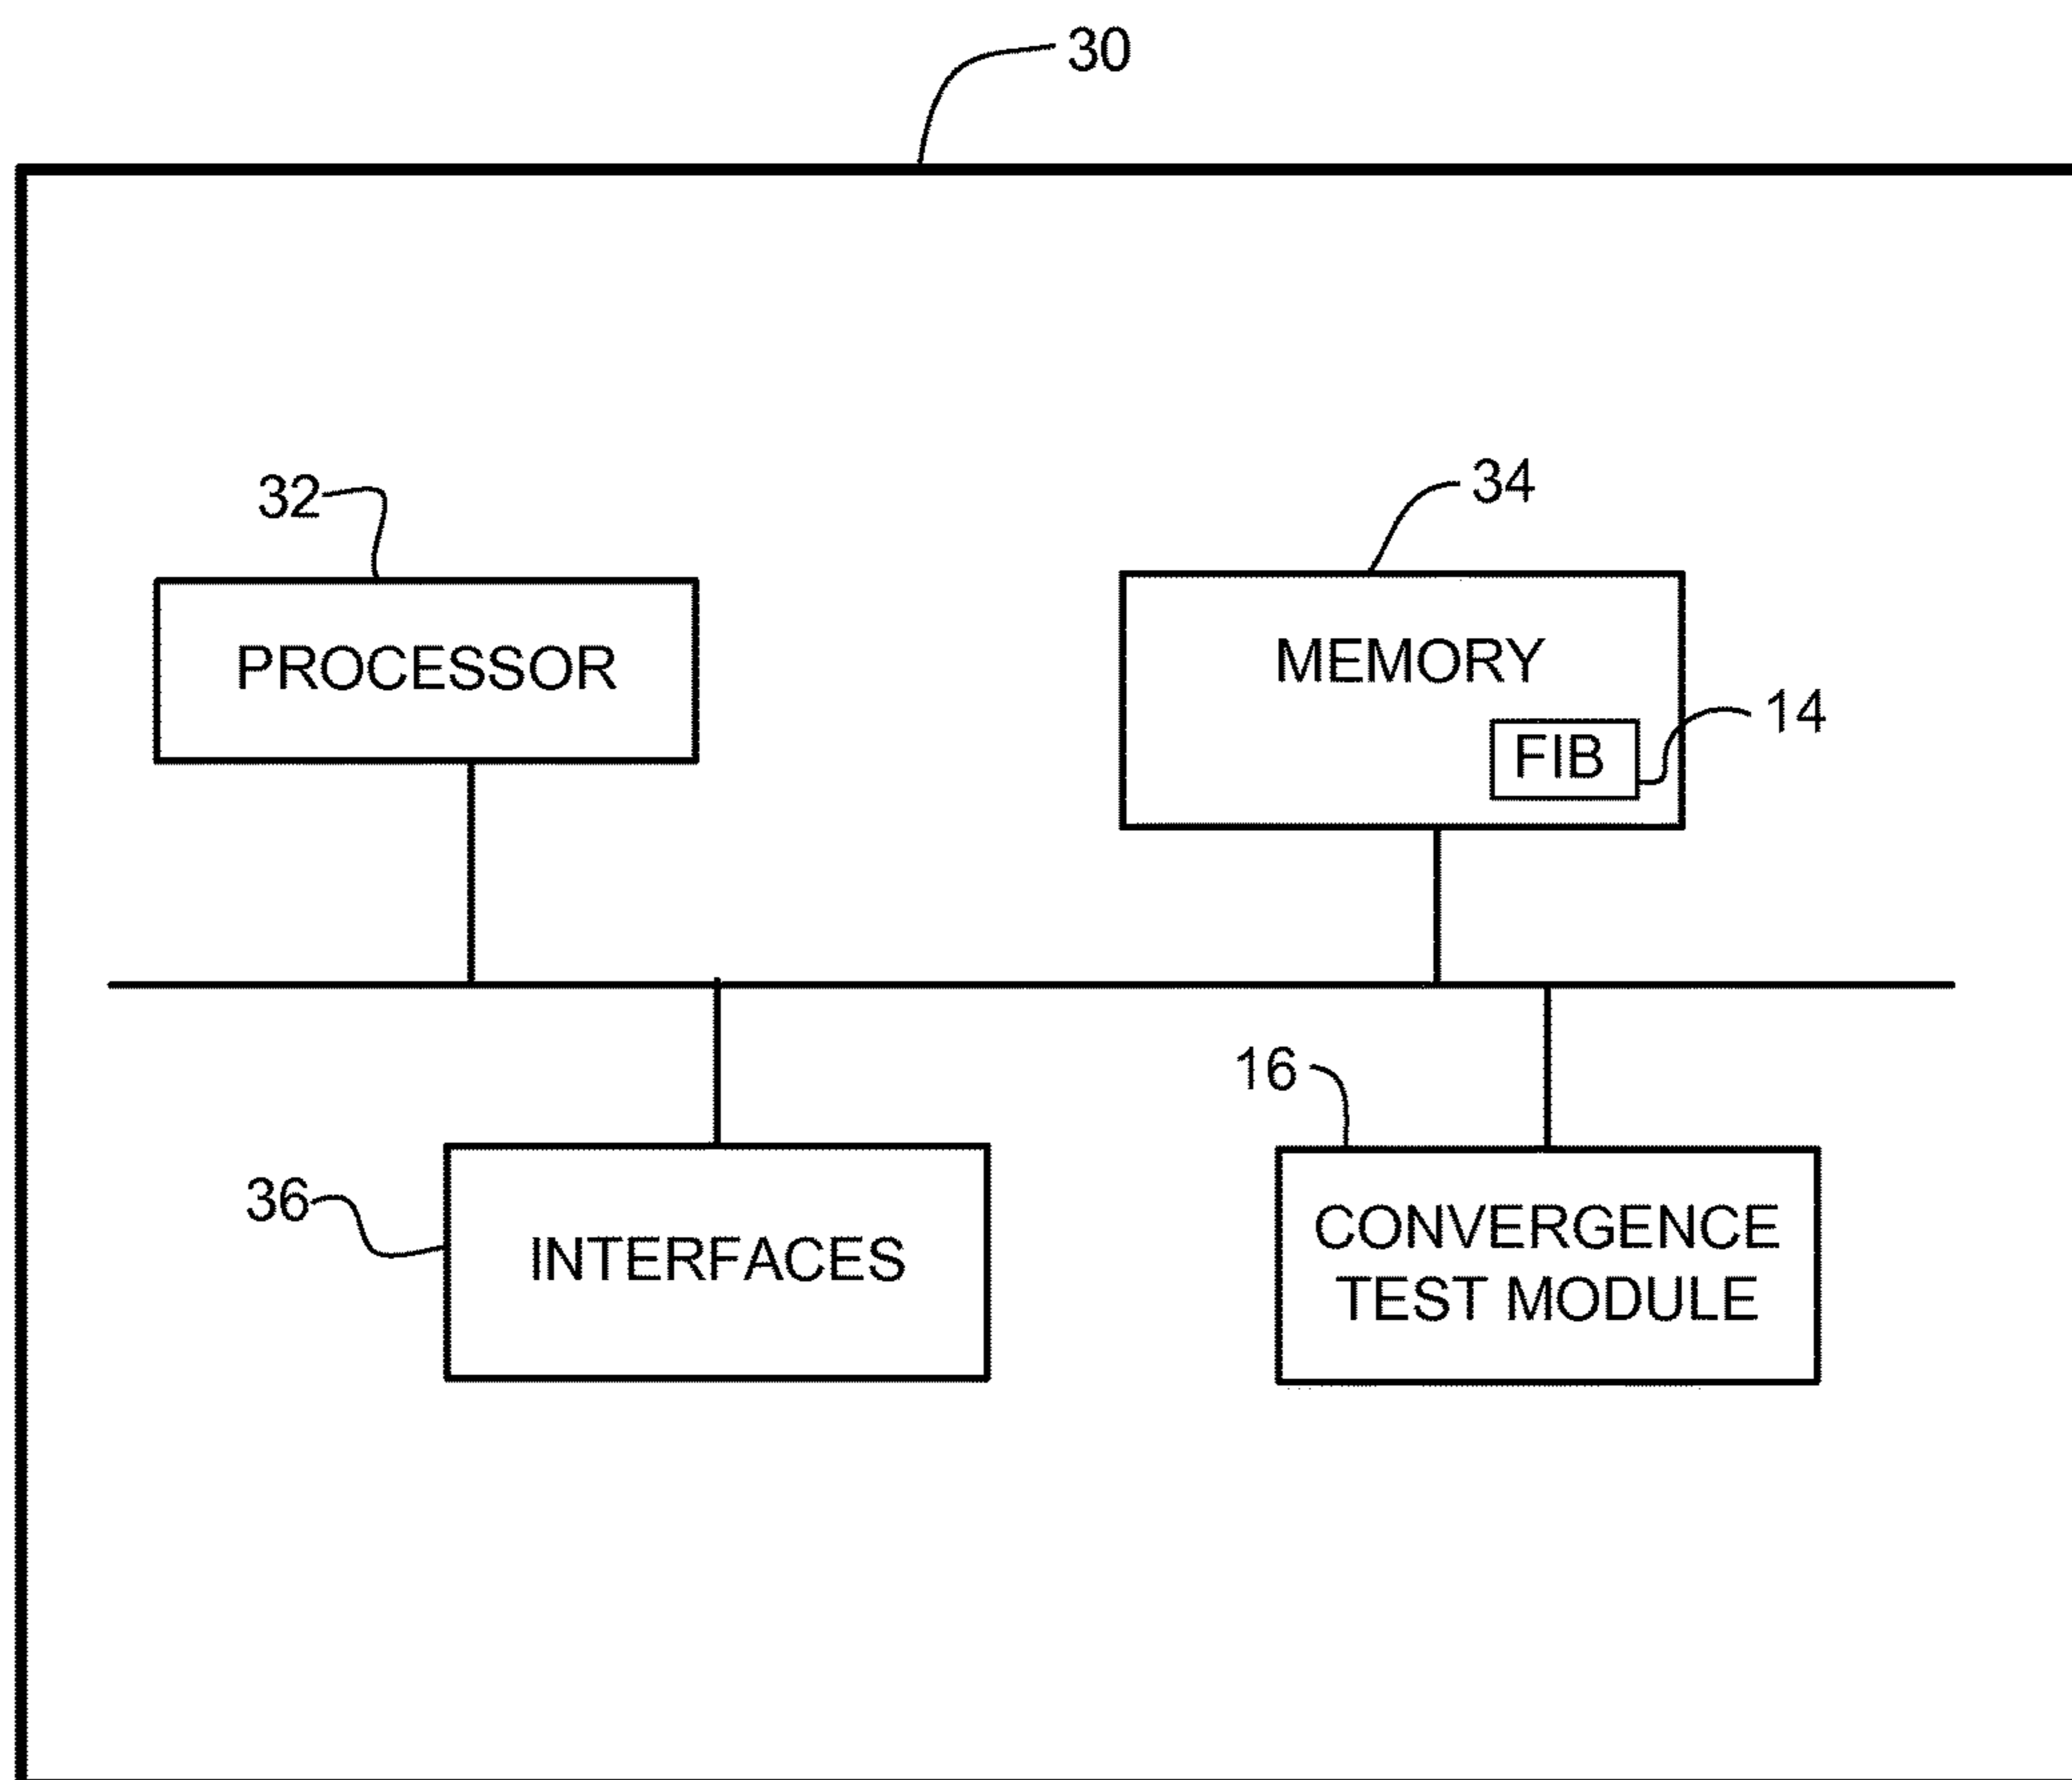 30
32
34
PROCESSOR
MEMORY
14
FIB
16
36
INTERFACES
CONVERGENCE
TEST MODULE